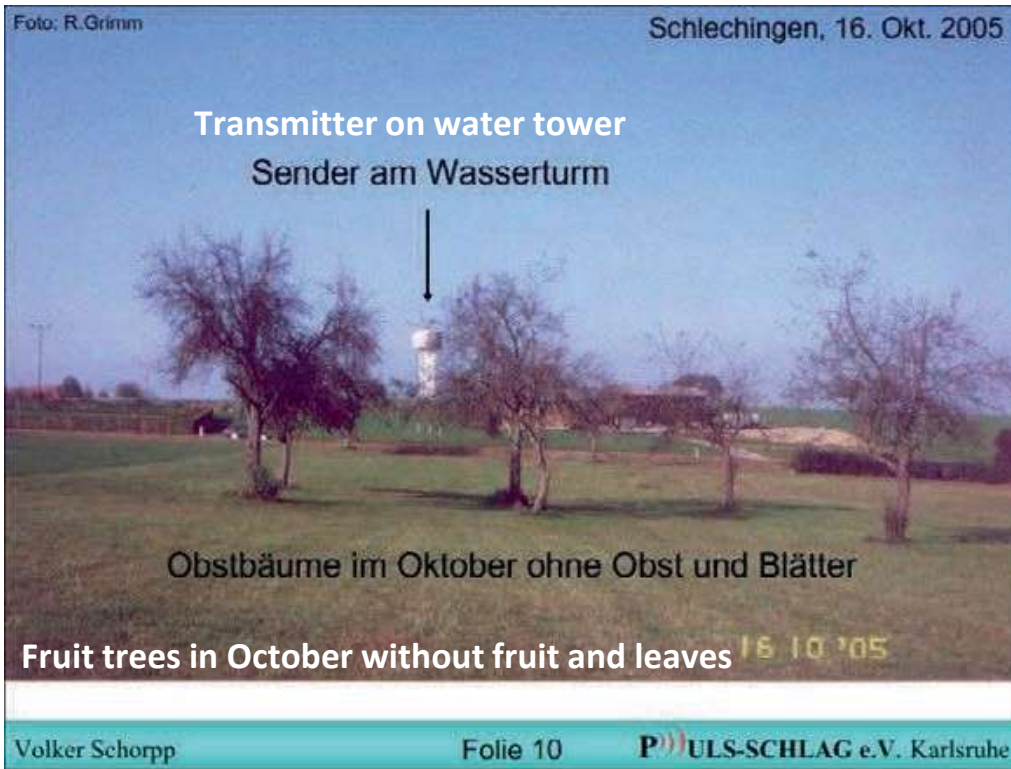 Foto: R.Grimm
Schlechingen, 16. Okt. 2005
Transmitter on water tower
Sender am Wasserturm
Obstbäume im Oktober ohne Obst und Blätter
Fruit trees in October without fruit and leaves
16 10 '05
Volker Schorpp
Folie 10
P)))ULS-SCHLAG e.V. Karlsruhe